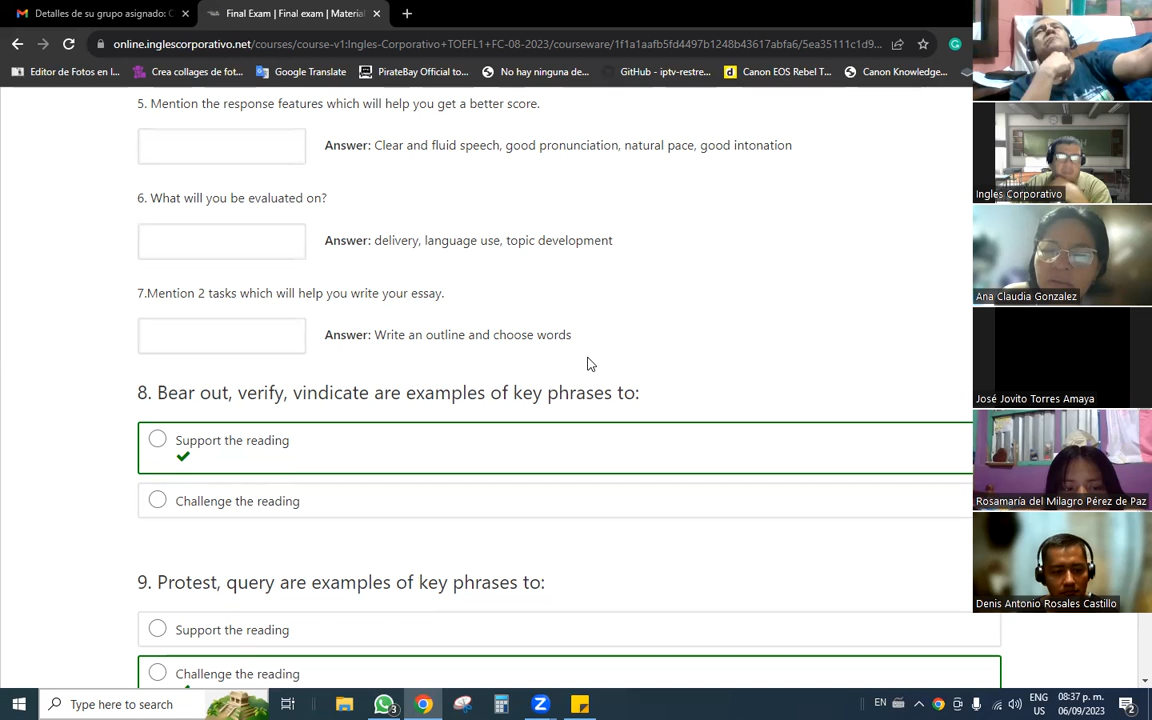 Detalles de su grupo asignado: C
Final Exam | Final exam | Material
online.inglescorporativo.net/courses/course-v1:Ingles-Corporativo+TOEFL1+FC-08-2023/courseware/1f1a1aafb5fd4497b1248b43617abfa6/5ea35111c1d9...
Editor de Fotos en l...
Crea collages de fot...
Google Translate
PirateBay Official to...
No hay ninguna de...
GitHub - iptv-restre...
Canon EOS Rebel T...
Canon Knowledge...
5. Mention the response features which will help you get a better score.
Answer: Clear and fluid speech, good pronunciation, natural pace, good intonation
6. What will you be evaluated on?
Answer: delivery, language use, topic development
7.Mention 2 tasks which will help you write your essay.
Answer: Write an outline and choose words
8. Bear out, verify, vindicate are examples of key phrases to:
Support the reading
Challenge the reading
9. Protest, query are examples of key phrases to:
Support the reading
Challenge the reading
Ingles Corporativo
Ana Claudia Gonzalez
José Jovito Torres Amaya
Rosamaría del Milagro Pérez de Paz
Denis Antonio Rosales Castillo
Type here to search
3
EN
ENG
US
08:37 p. m.
06/09/2023
2